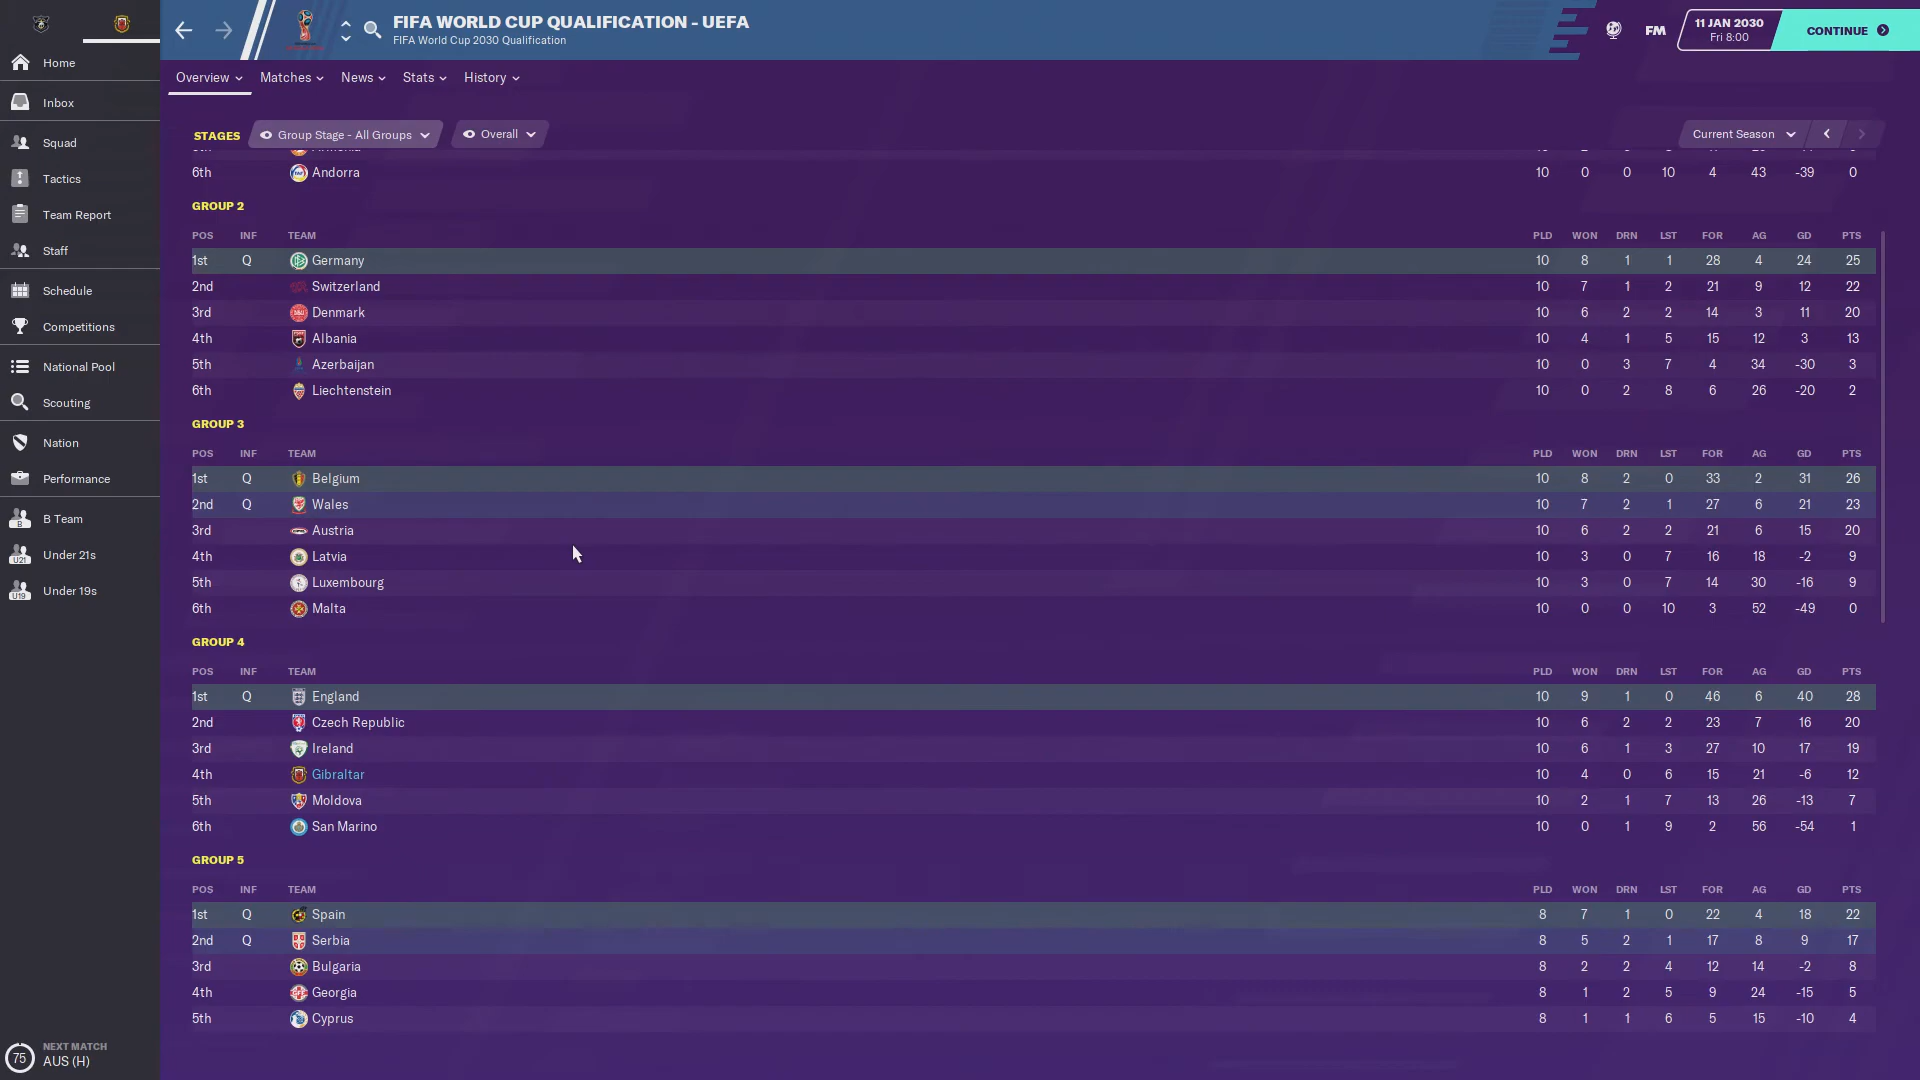 FIFA WORLD CUP QUALIFICATION - UEFA
FIFA World Cup 2030 Qualification
FM
11 JAN 2030
Fri 8:00
CONTINUE
Home
Inbox
Squad
Tactics
Team Report
Staff
Schedule
Competitions
National Pool
Scouting
Nation
Performance
B Team
Under 21s
Under 19s
75
NEXT MATCH
AUS (H)
Overview Matches News Stats History
STAGES Group Stage - All Groups Overall Current Season
6th Andorra 10 0 0 10 4 43 -39 0
GROUP 2
POS INF TEAM PLD WON DRN LST FOR AG GD PTS
1st Q Germany 10 8 1 1 28 4 24 25
2nd Switzerland 10 7 1 2 21 9 12 22
3rd Denmark 10 6 2 2 14 3 11 20
4th Albania 10 4 1 5 15 12 3 13
5th Azerbaijan 10 0 3 7 4 34 -30 3
6th Liechtenstein 10 0 2 8 6 26 -20 2
GROUP 3
POS INF TEAM PLD WON DRN LST FOR AG GD PTS
1st Q Belgium 10 8 2 0 33 2 31 26
2nd Q Wales 10 7 2 1 27 6 21 23
3rd Austria 10 6 2 2 21 6 15 20
4th Latvia 10 3 0 7 16 18 -2 9
5th Luxembourg 10 3 0 7 14 30 -16 9
6th Malta 10 0 0 10 3 52 -49 0
GROUP 4
POS INF TEAM PLD WON DRN LST FOR AG GD PTS
1st Q England 10 9 1 0 46 6 40 28
2nd Czech Republic 10 6 2 2 23 7 16 20
3rd Ireland 10 6 1 3 27 10 17 19
4th Gibraltar 10 4 0 6 15 21 -6 12
5th Moldova 10 2 1 7 13 26 -13 7
6th San Marino 10 0 1 9 2 56 -54 1
GROUP 5
POS INF TEAM PLD WON DRN LST FOR AG GD PTS
1st Q Spain 8 7 1 0 22 4 18 22
2nd Q Serbia 8 5 2 1 17 8 9 17
3rd Bulgaria 8 2 2 4 12 14 -2 8
4th Georgia 8 1 2 5 9 24 -15 5
5th Cyprus 8 1 1 6 5 15 -10 4